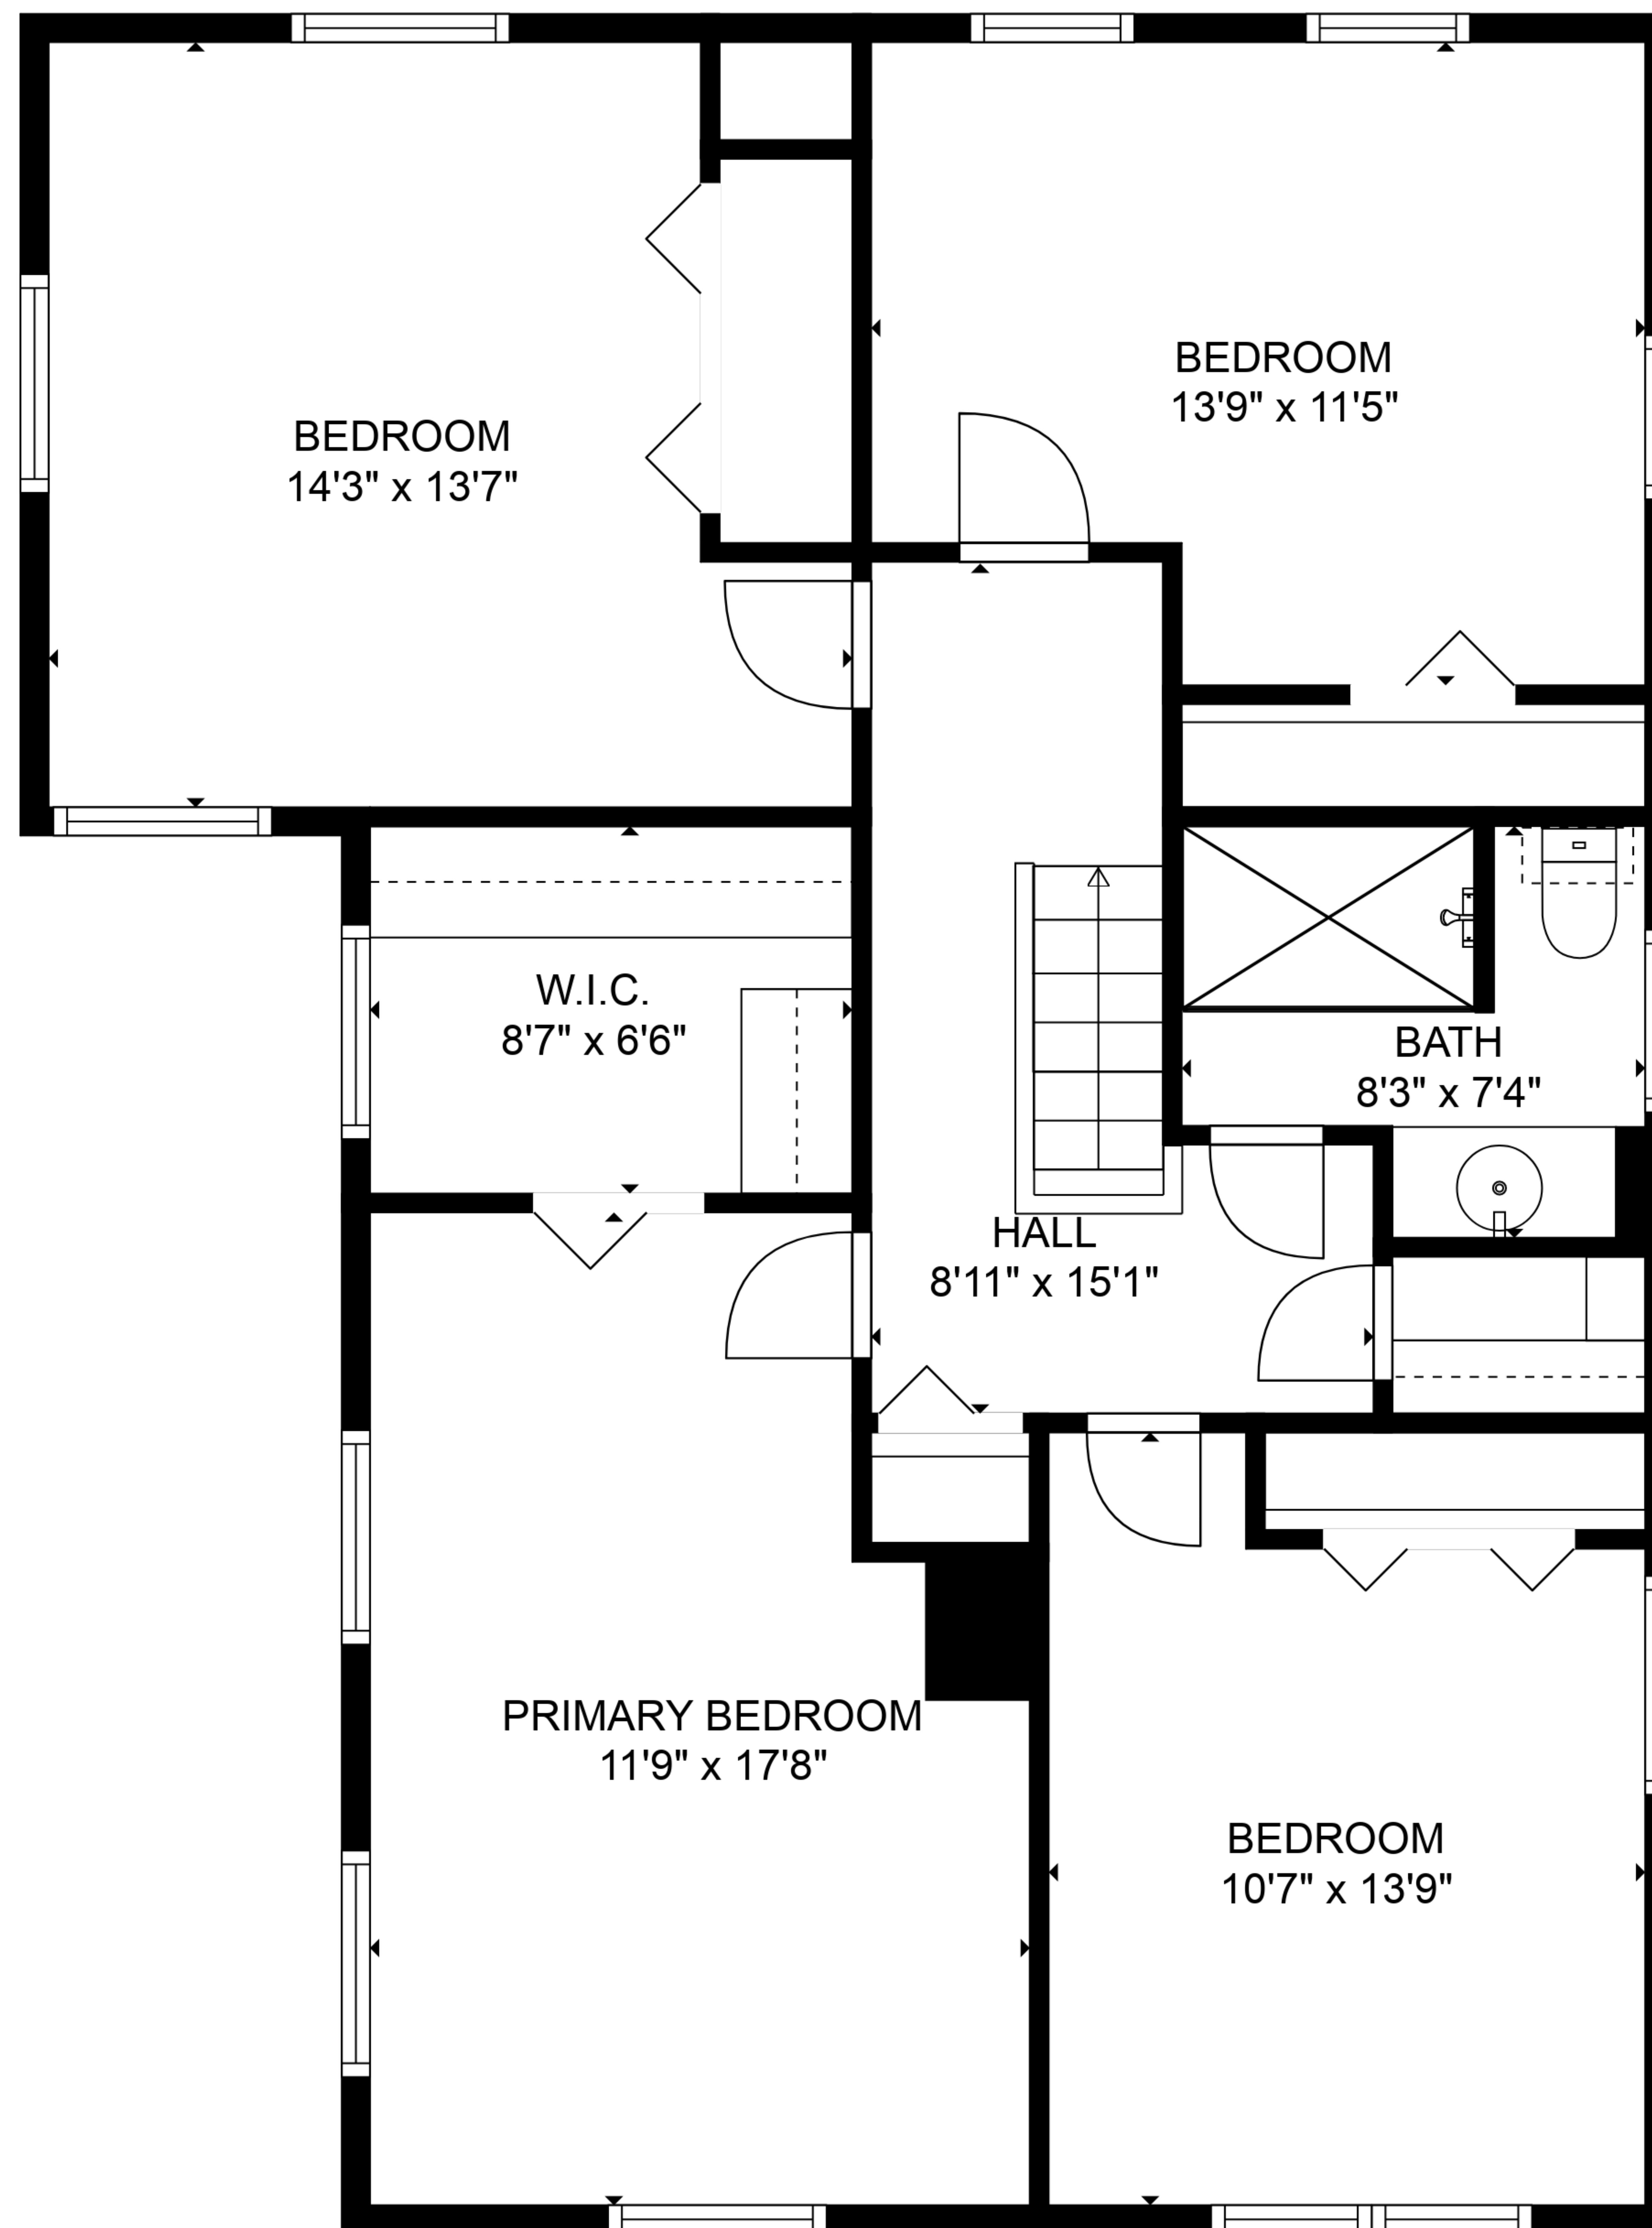 BEDROOM
13'9" x 11'5"
BEDROOM
14'3" x 13'7"
W.I.C.
8'7" x 6'6"
BATH
8'3" x 7'4"
HALL
8'11" x 15'1"
PRIMARY BEDROOM
11'9" x 17'8"
BEDROOM
10'7" x 13'9"